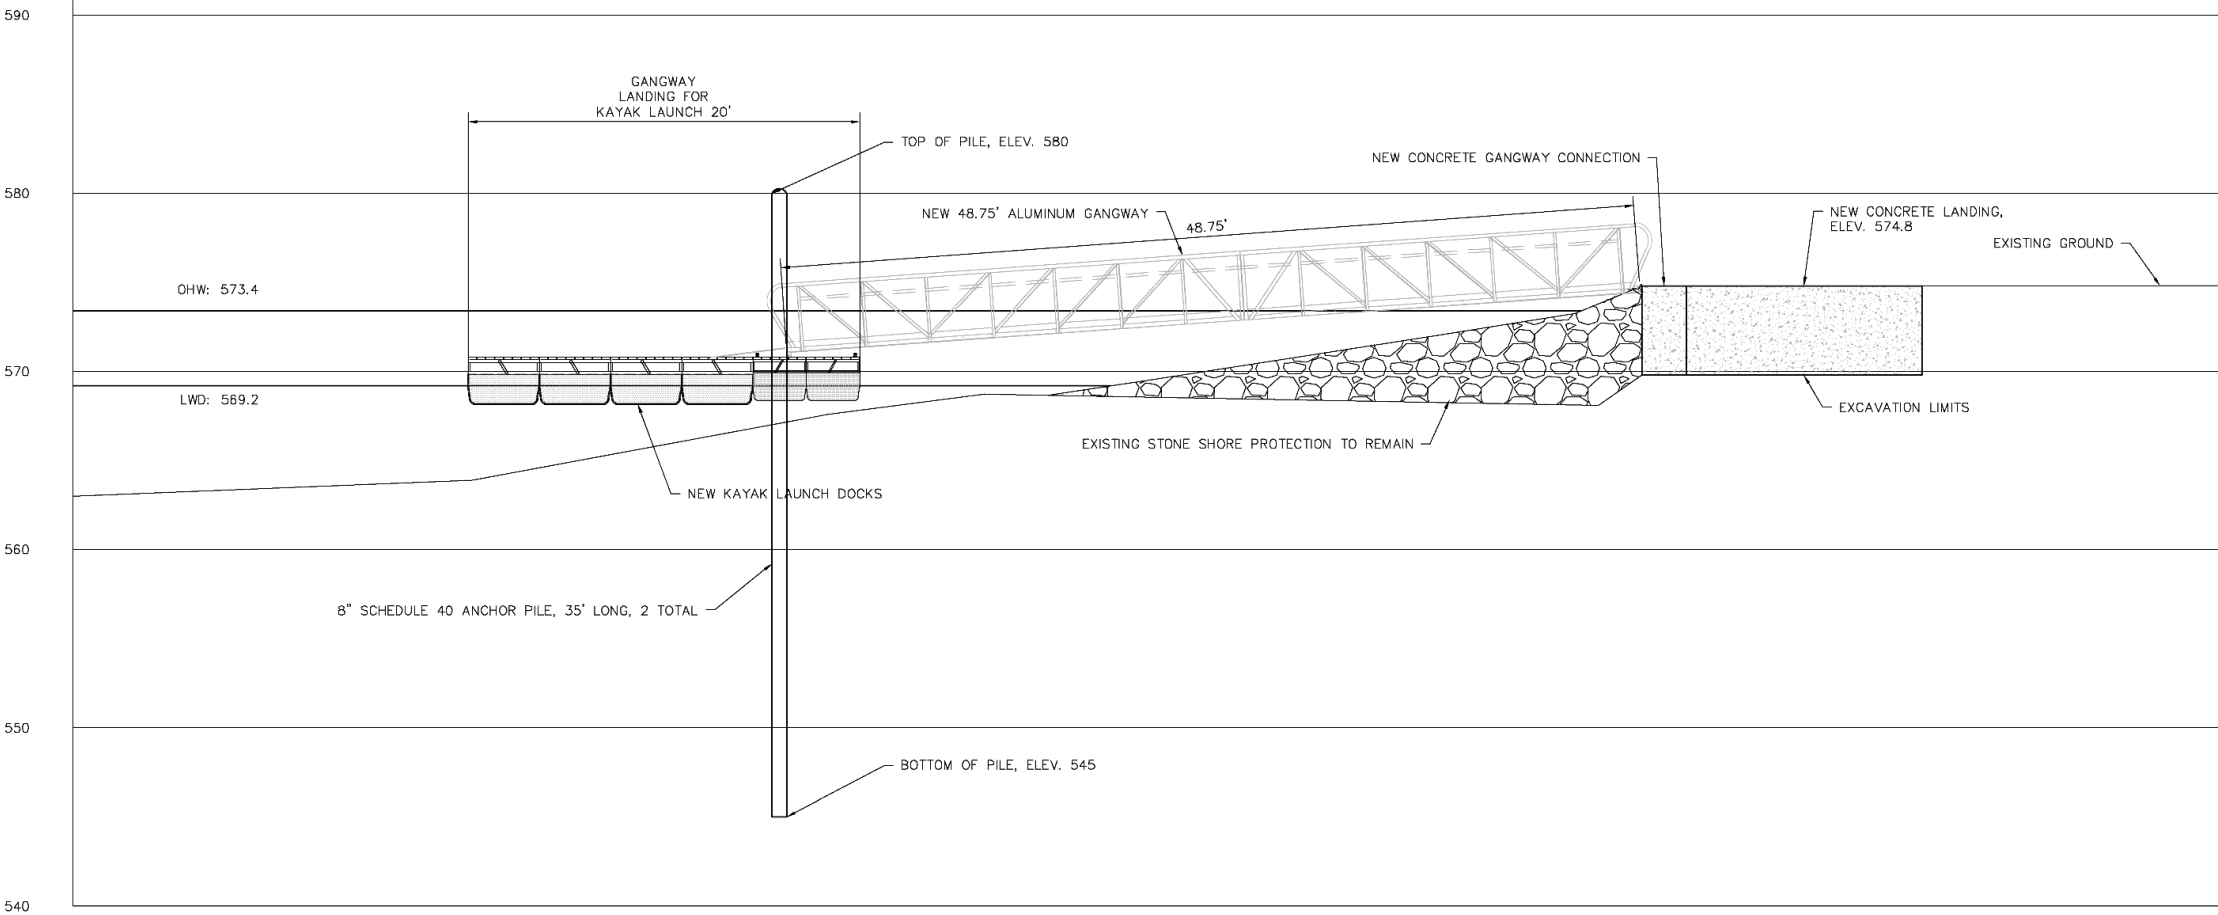 590
GANGWAY
LANDING FOR
KAYAK LAUNCH 20'
TOP OF PILE, ELEV. 580
NEW CONCRETE GANGWAY CONNECTION
580
NEW 48.75' ALUMINUM GANGWAY
48.75'
NEW CONCRETE LANDING,
ELEV. 574.8
EXISTING GROUND
OHW: 573.4
570
LWD: 569.2
EXCAVATION LIMITS
EXISTING STONE SHORE PROTECTION TO REMAIN
NEW KAYAK LAUNCH DOCKS
560
8" SCHEDULE 40 ANCHOR PILE, 35' LONG, 2 TOTAL
550
BOTTOM OF PILE, ELEV. 545
540